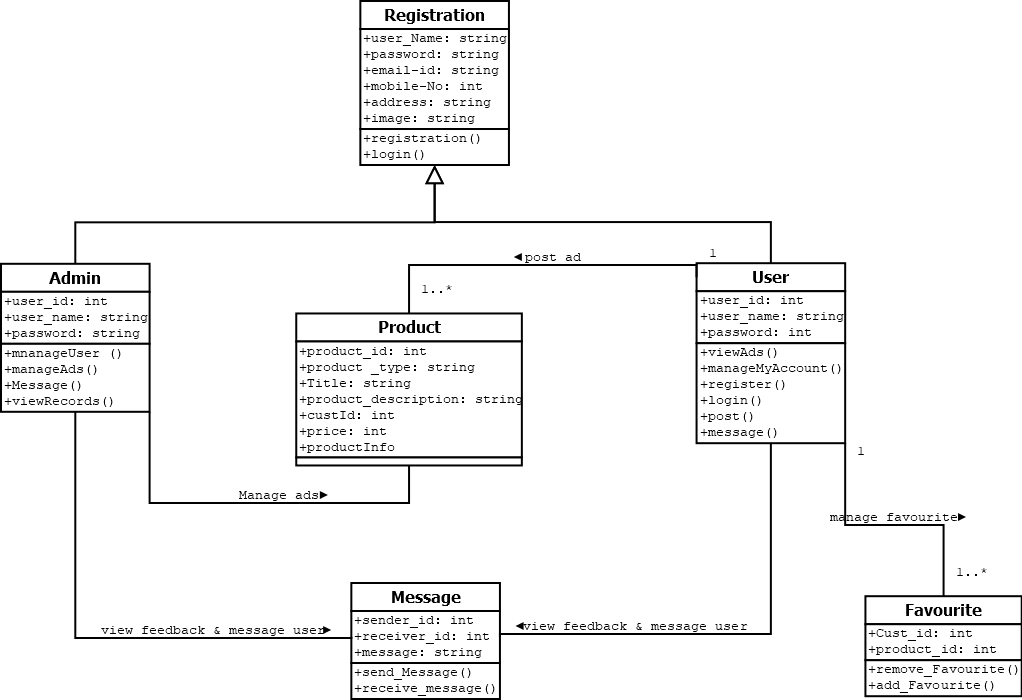 Registration
+user_Name: string
+password: string
+email-id: string
+mobile-No: int
+address: string
+image: string
+registration()
+login()
Admin
+user_id: int
+user_name: string
+password: string
+mnanageUser ()
+manageAds()
+Message()
+viewRecords()
post ad
1
1..*
Product
+product_id: int
+product _type: string
+Title: string
+product_description: string
+custId: int
+price: int
+productInfo
User
+user_id: int
+user_name: string
+password: int
+viewAds()
+manageMyAccount()
+register()
+login()
+post()
+message()
1
Manage ads
manage favourite
1..*
view feedback & message user
Message
+sender_id: int
+receiver_id: int
+message: string
+send_Message()
+receive_message()
view feedback & message user
Favourite
+Cust_id: int
+product_id: int
+remove_Favourite()
+add_Favourite()